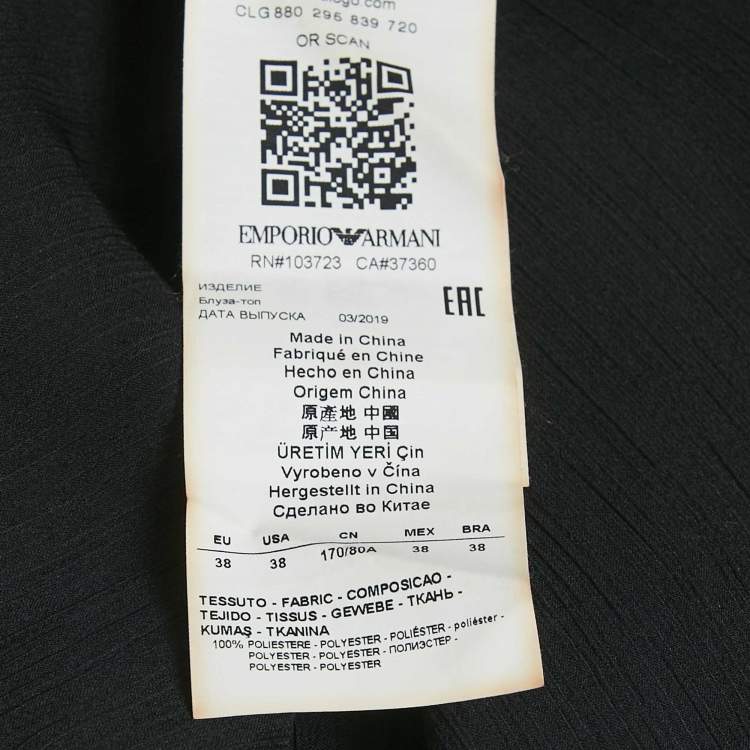 logo.com
CLG 880 296 839 720
OR SCAN
EMPORIO ARMANI
RN#103723 CA#37360
ИЗДЕЛИЕ
Блуза-топ
ДАТА ВЫПУСКА 03/2019
EAC
Made in China
Fabriqué en Chine
Hecho en China
Origem China
原產地 中國
原产地 中国
ÜRETİM YERİ Çin
Vyrobeno v Čína
Hergestellt in China
Сделано во Китае
EU USA CN MEX BRA
38 38 170/80A 38 38
TESSUTO - FABRIC - COMPOSICAO -
TEJIDO - TISSUS - GEWEBE - ТКАНЬ -
KUMAŞ - TKANINA
100% POLIESTERE - POLYESTER - POLIÉSTER - poliéster -
POLYESTER - POLYESTER - ПОЛИЭСТЕР -
POLYESTER - POLYESTER